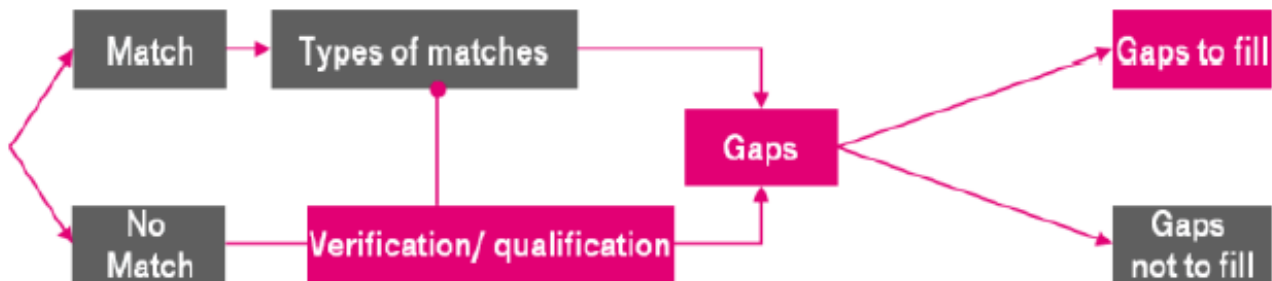 Match
Types of matches
Gaps to fill
Gaps
No
Match
Verification/ qualification
Gaps
not to fill